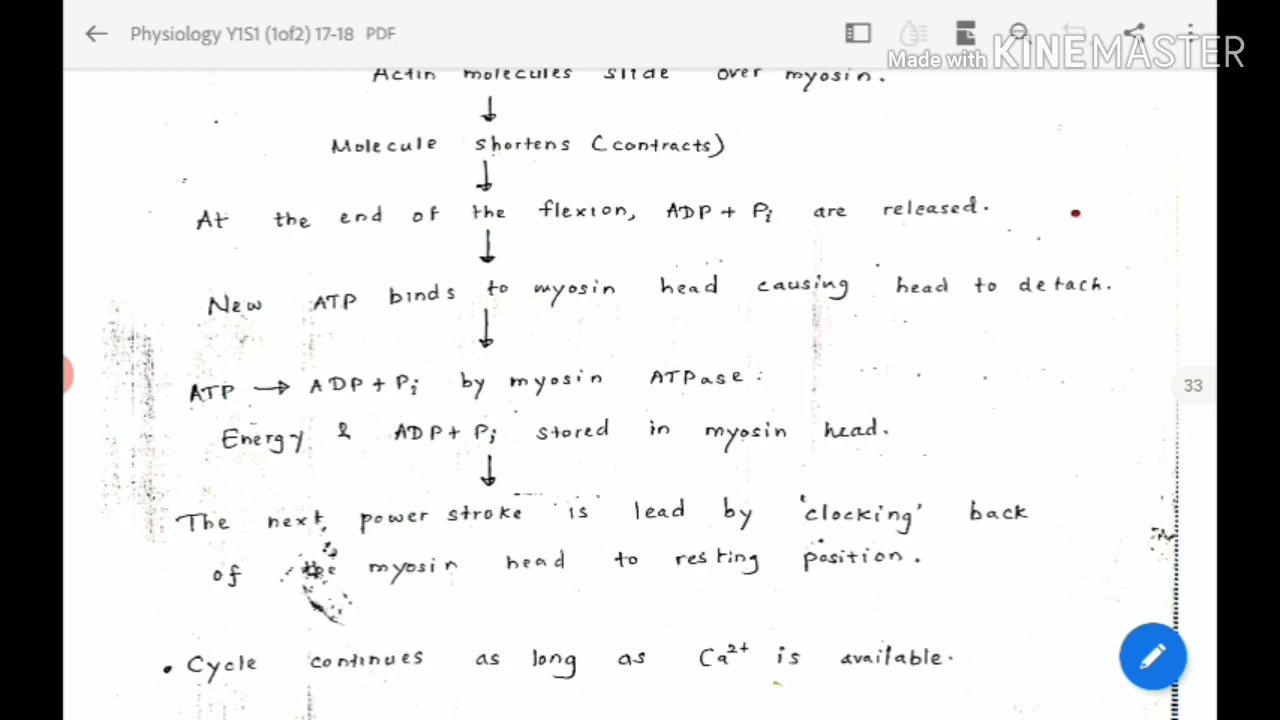 Physiology Y1S1 (1of2) 17-18 PDF
Made with KINEMASTER
Actin molecules slide over myosin.
Molecule shortens (contracts)
At the end of the flexion, ADP + Pi are released.
New ATP binds to myosin head causing head to detach.
ATP → ADP + Pi by myosin ATPase:
Energy & ADP + Pi stored in myosin head.
33
The next power stroke is lead by 'clocking' back
of the myosin head to resting position.
• Cycle continues as long as Ca²⁺ is available.